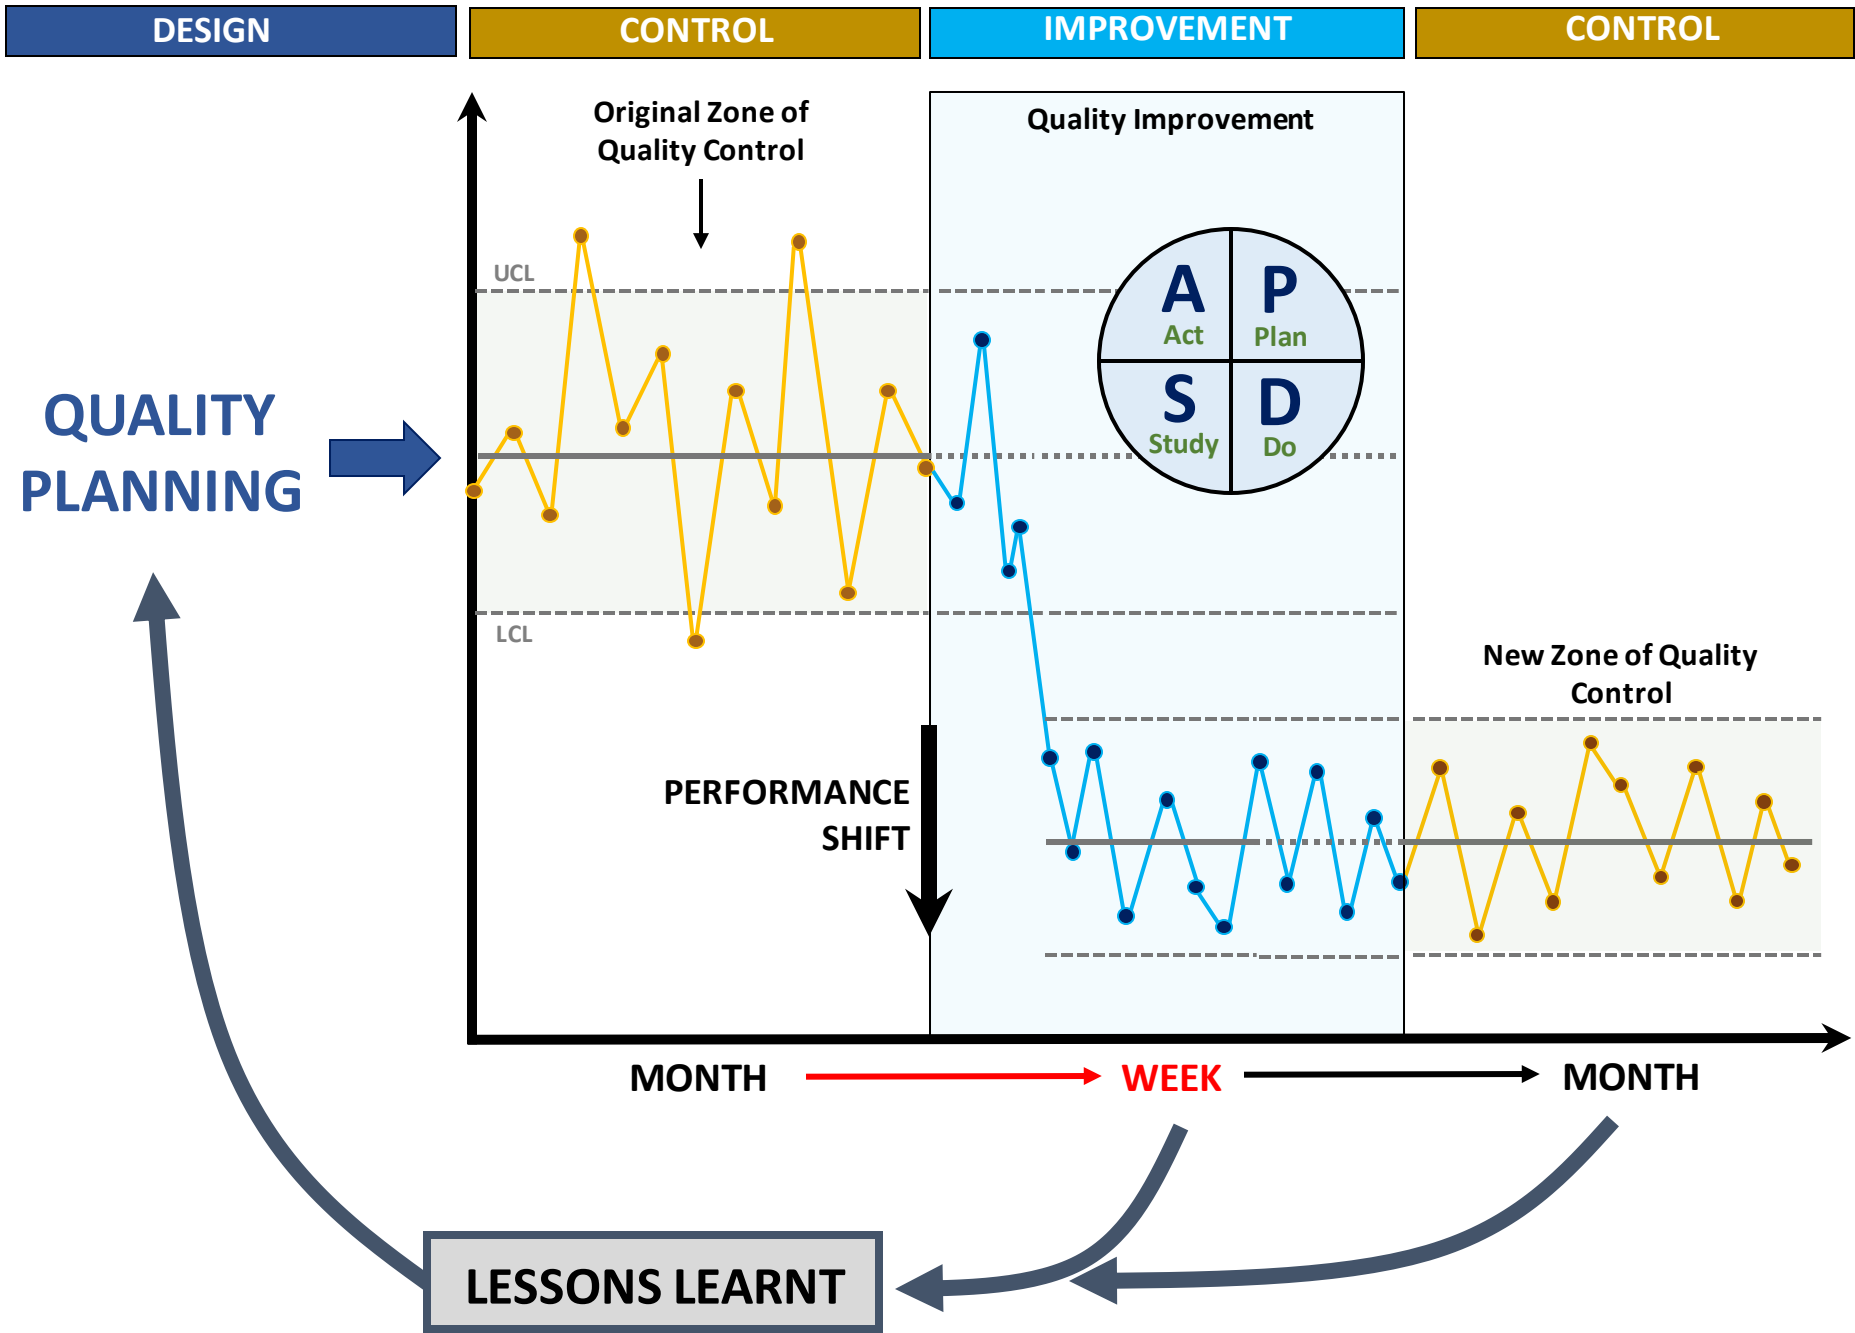 DESIGN
CONTROL
IMPROVEMENT
CONTROL
Original Zone of
Quality Control
Quality Improvement
UCL
A
Act
P
Plan
S
Study
D
Do
QUALITY
PLANNING
LCL
New Zone of Quality
Control
PERFORMANCE
SHIFT
MONTH
WEEK
MONTH
LESSONS LEARNT